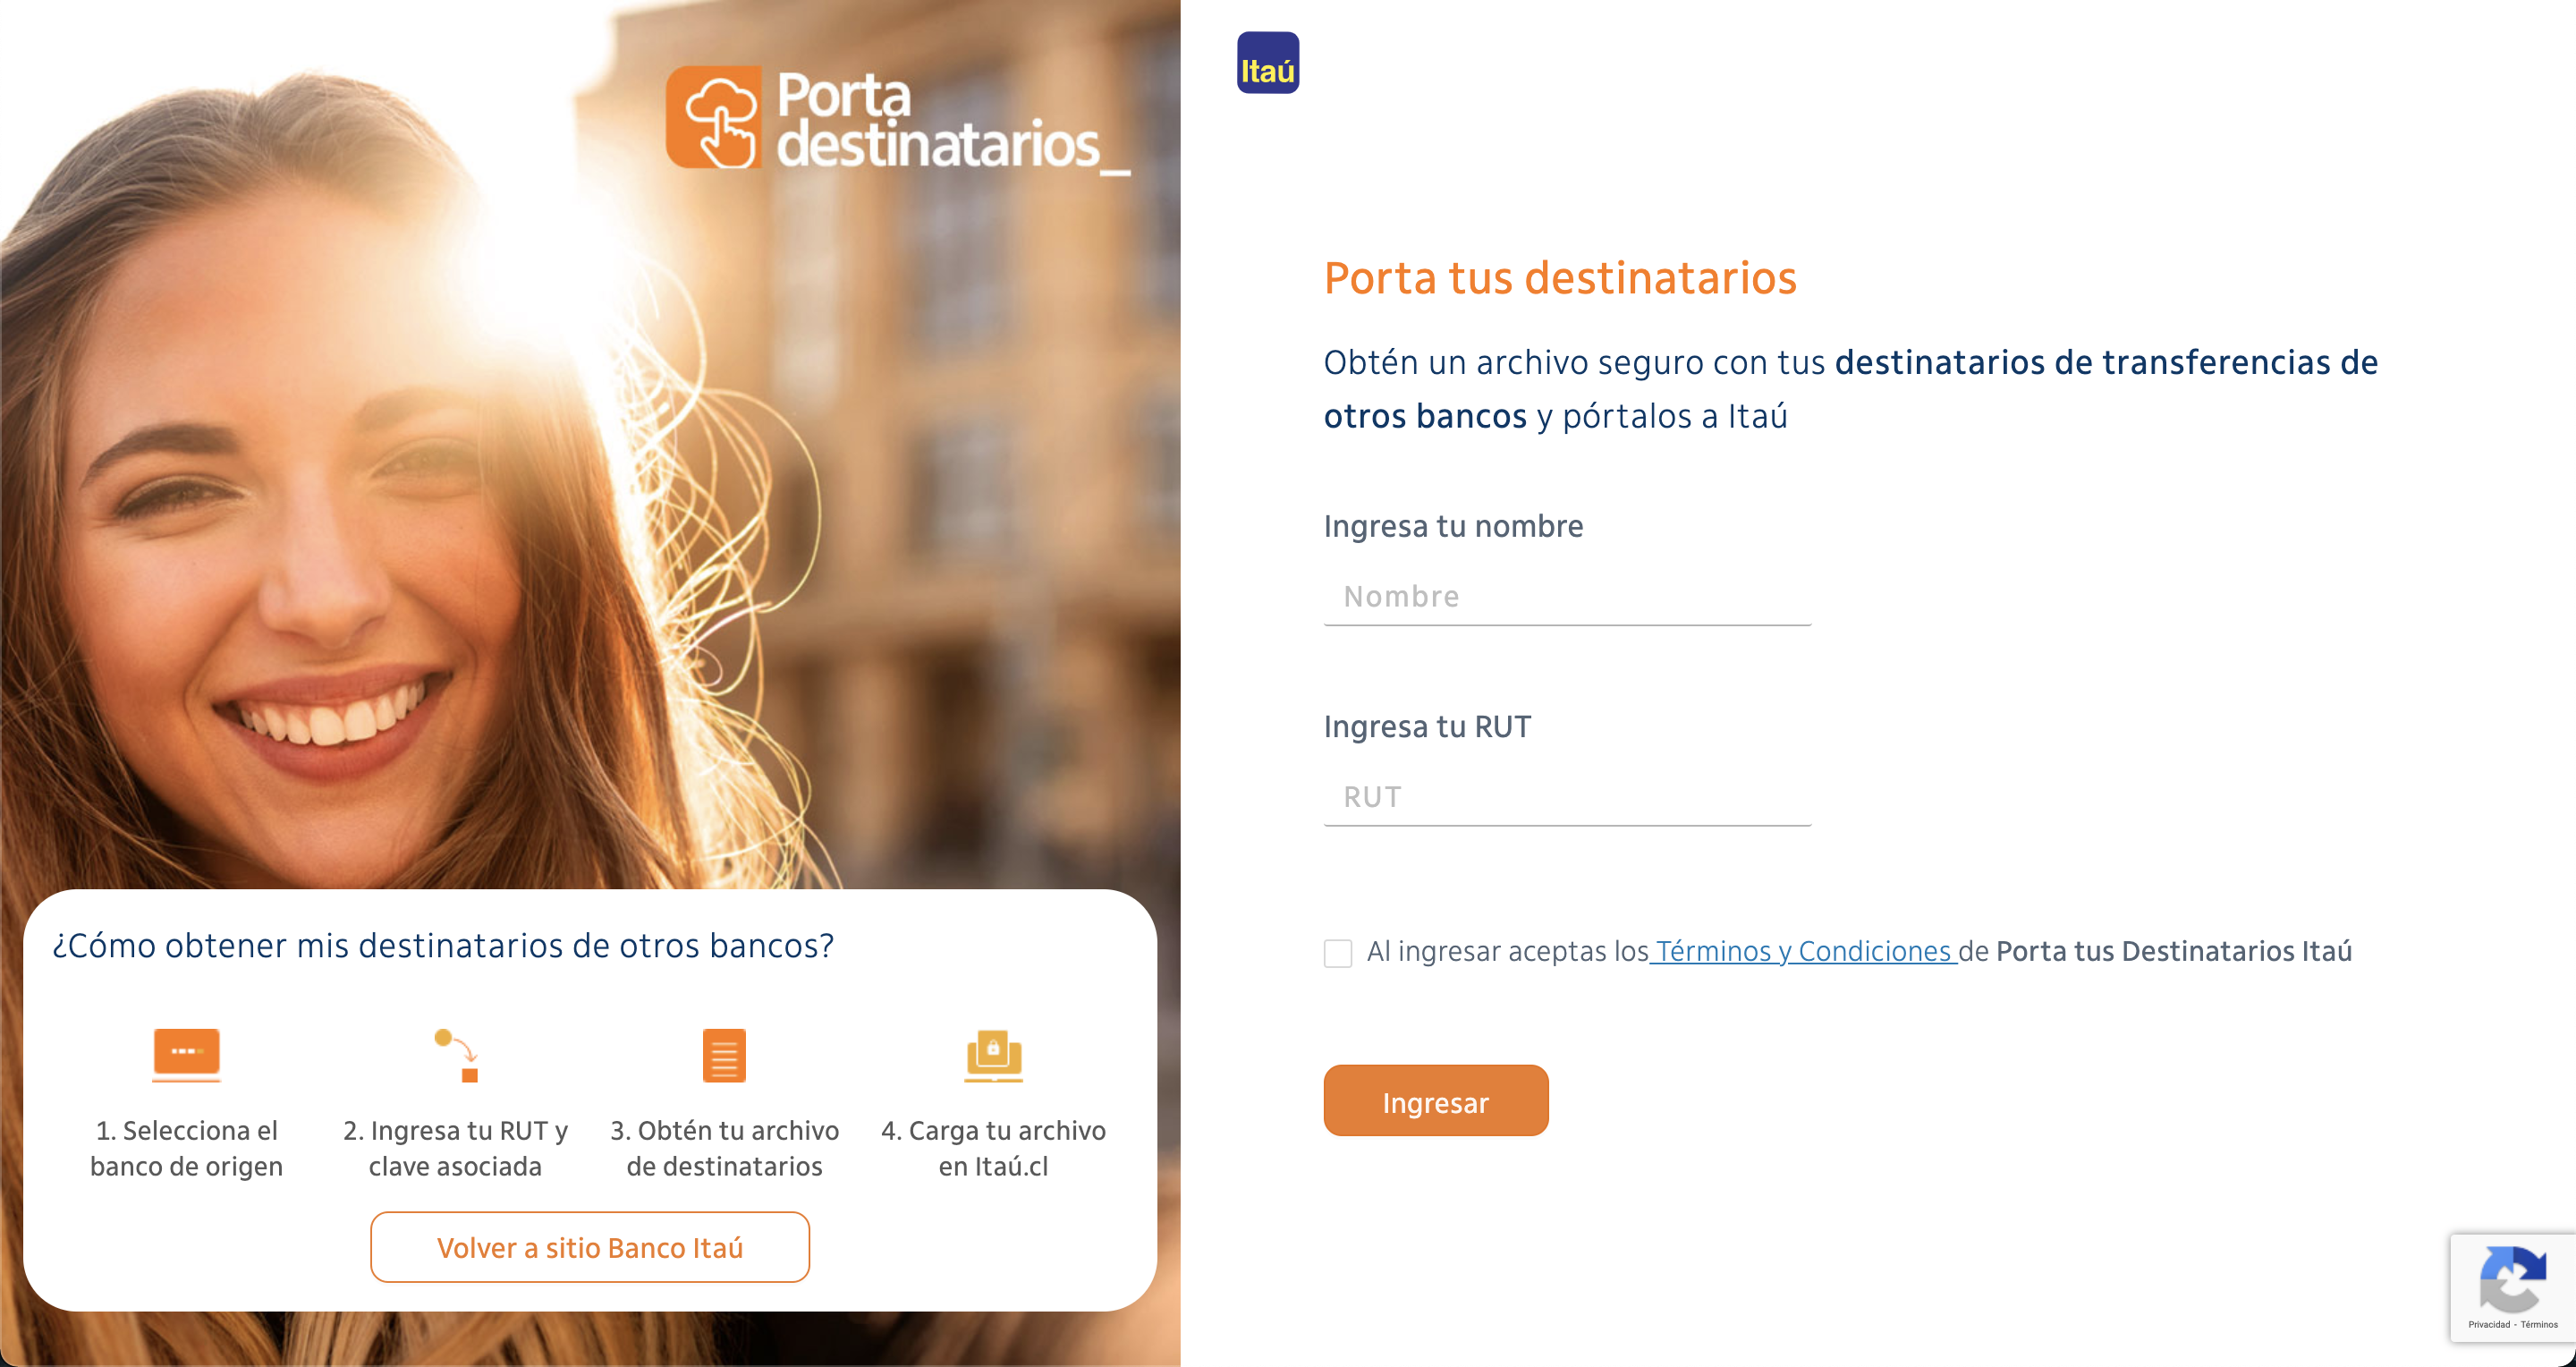 Porta
destinatarios_
¿Cómo obtener mis destinatarios de otros bancos?
1. Selecciona el
banco de origen
2. Ingresa tu RUT y
clave asociada
3. Obtén tu archivo
de destinatarios
4. Carga tu archivo
en Itaú.cl
Volver a sitio Banco Itaú
Itaú
Porta tus destinatarios
Obtén un archivo seguro con tus destinatarios de transferencias de
otros bancos y pórtalos a Itaú
Ingresa tu nombre
Nombre
Ingresa tu RUT
RUT
Al ingresar aceptas los Términos y Condiciones de Porta tus Destinatarios Itaú
Ingresar
Privacidad - Términos